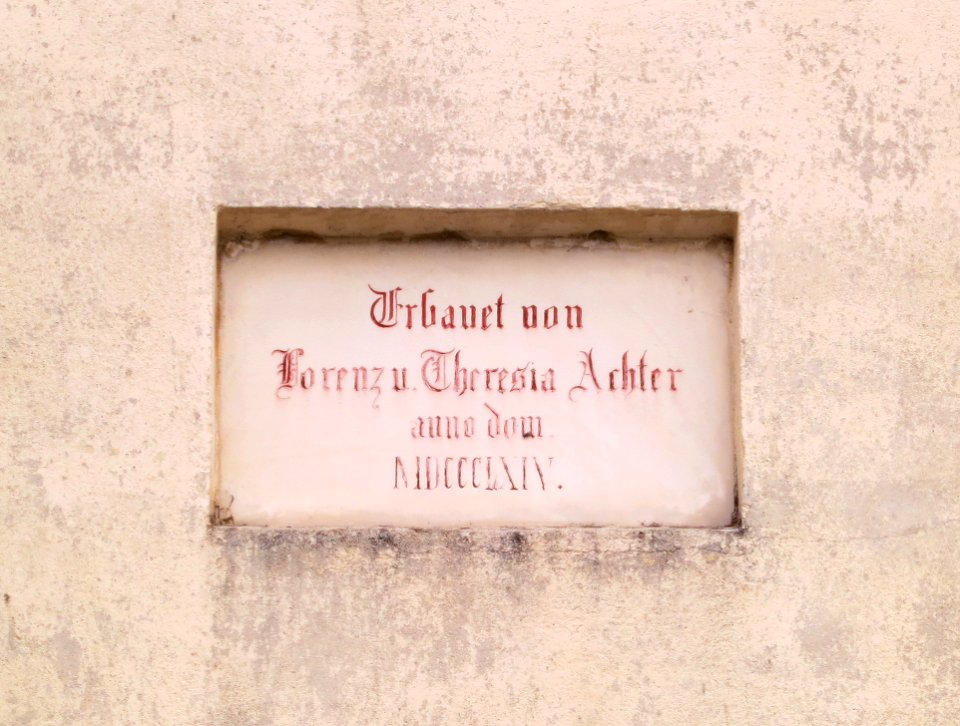 Erbauet von
Lorenz u. Theresia Achter
anno dom.
MDCCCLXIV.